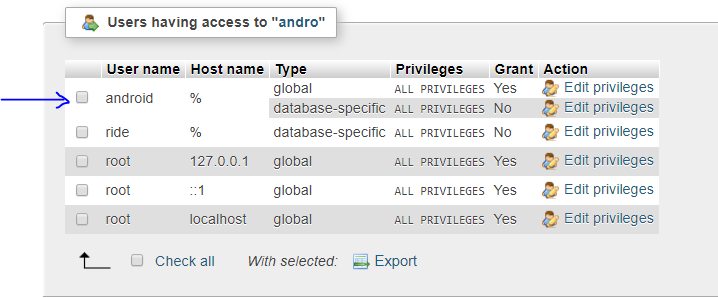 Users having access to "andro"
User name Host name Type Privileges Grant Action
android % global ALL PRIVILEGES Yes Edit privileges
database-specific ALL PRIVILEGES No Edit privileges
ride % database-specific ALL PRIVILEGES No Edit privileges
root 127.0.0.1 global ALL PRIVILEGES Yes Edit privileges
root ::1 global ALL PRIVILEGES Yes Edit privileges
root localhost global ALL PRIVILEGES Yes Edit privileges
Check all With selected: Export